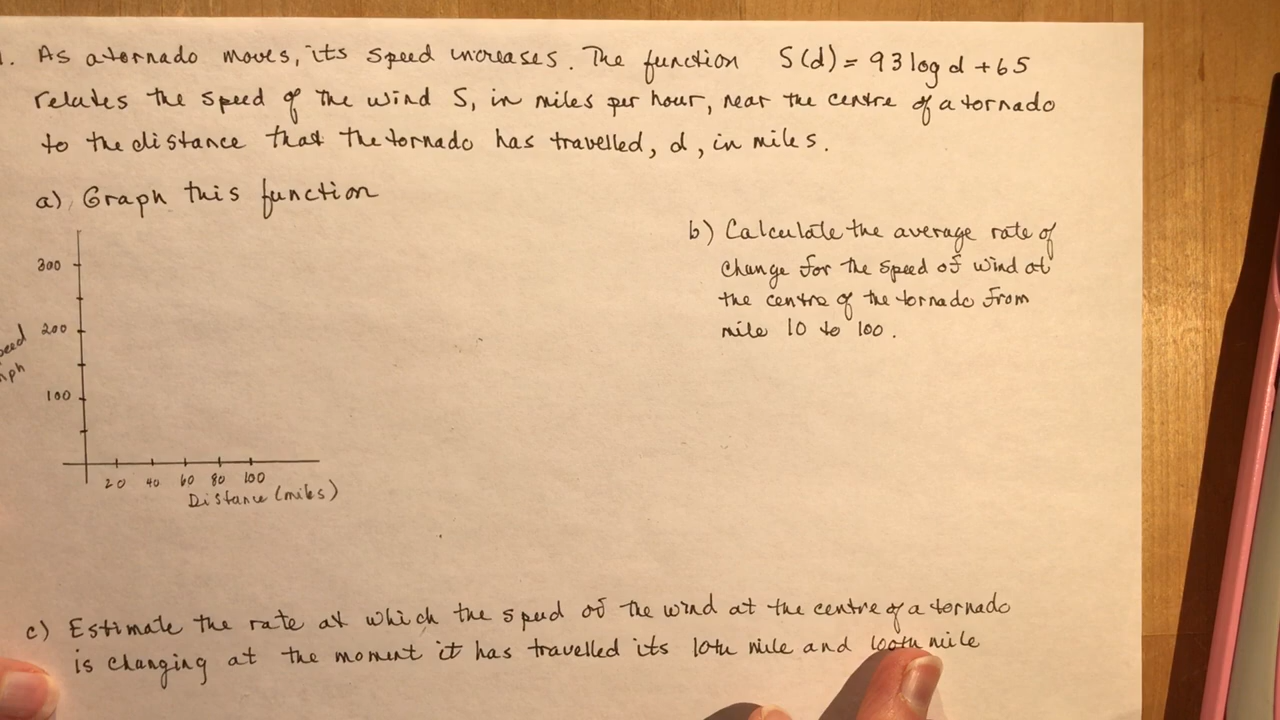 1. As a tornado moves, its speed increases. The function S(d) = 93 log d + 65
relates the speed of the wind S, in miles per hour, near the centre of a tornado
to the distance that the tornado has travelled, d, in miles.
a) Graph this function
b) Calculate the average rate of
change for the speed of wind at
the centre of the tornado from
mile 10 to 100.
300
200
100
20 40 60 80 100
Distance (miles)
c) Estimate the rate at which the speed of the wind at the centre of a tornado
is changing at the moment it has travelled its 10th mile and 100th mile